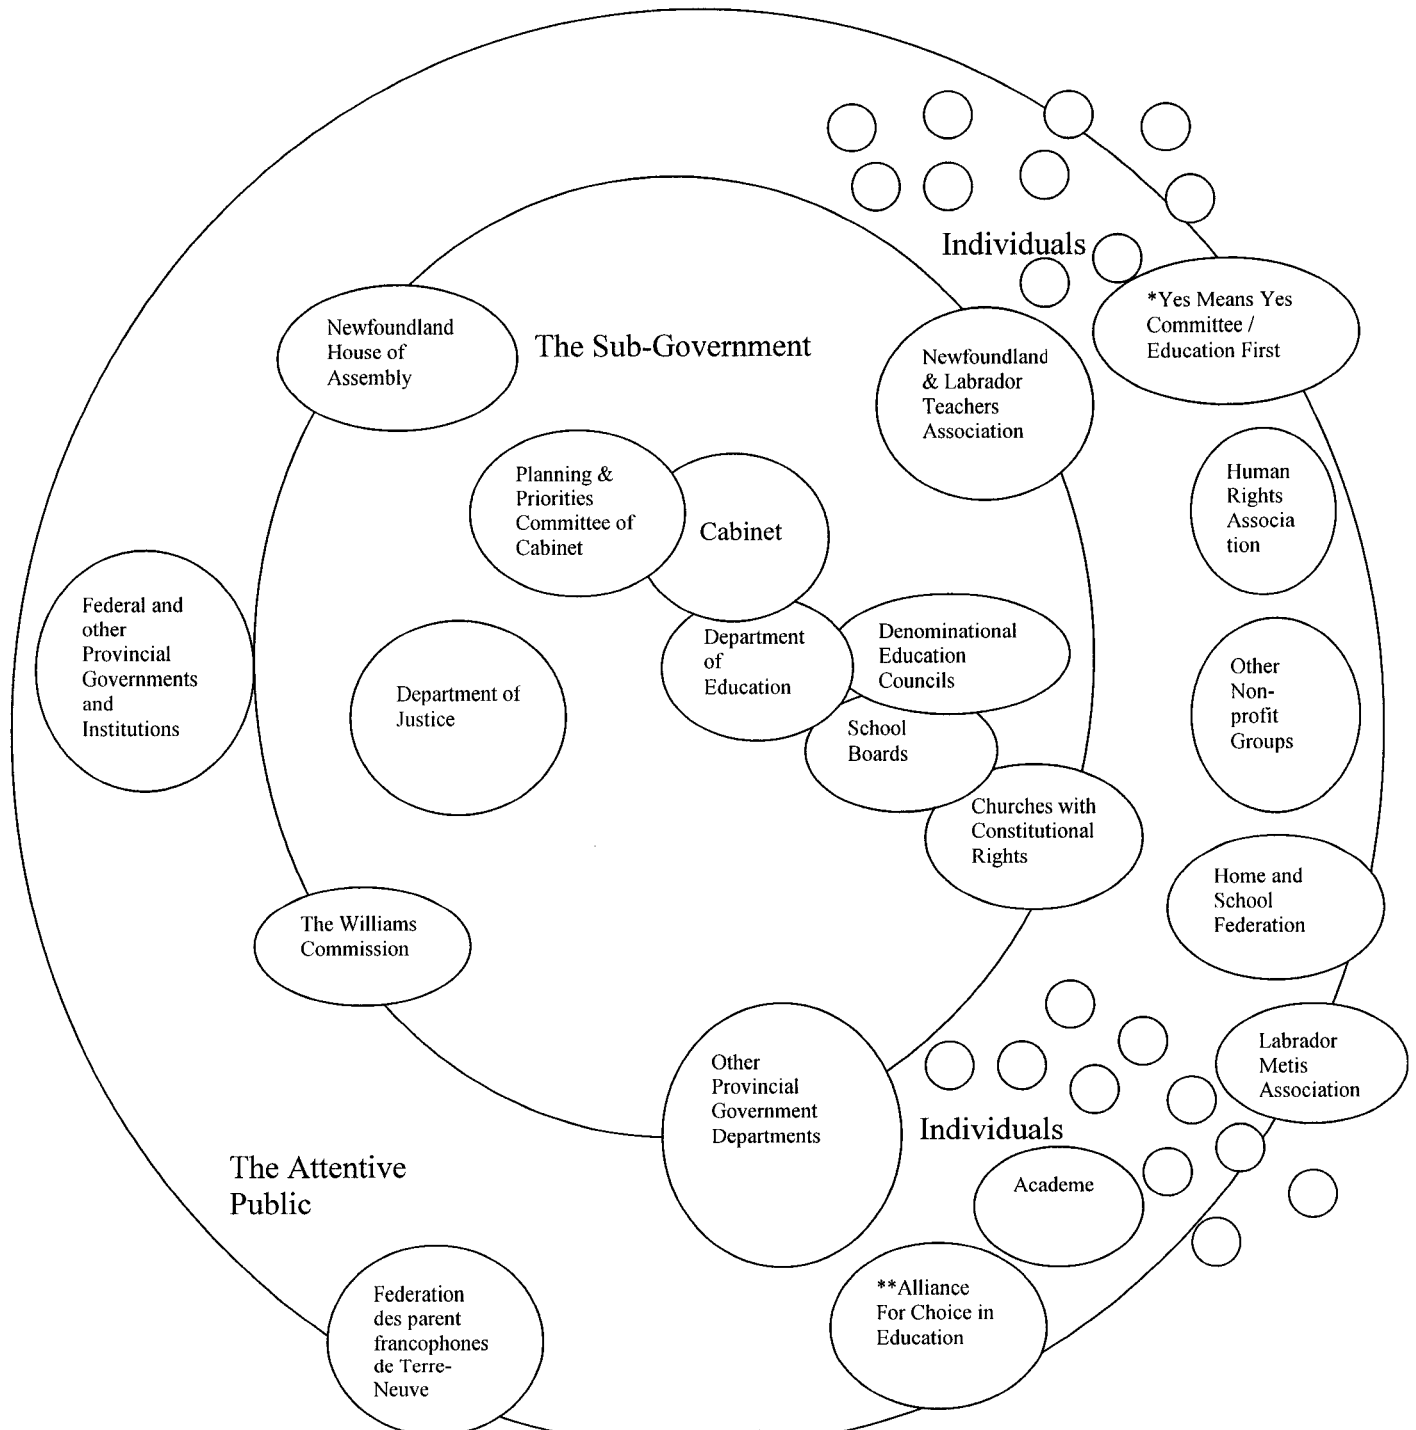 Individuals
*Yes Means Yes
Committee /
Education First
Newfoundland
House of
Assembly
The Sub-Government
Newfoundland
& Labrador
Teachers
Association
Planning &
Priorities
Committee of
Cabinet
Cabinet
Human
Rights
Associa
tion
Federal and
other
Provincial
Governments
and
Institutions
Department of
Justice
Department
of
Education
Denominational
Education
Councils
School
Boards
Other
Non-
profit
Groups
Churches with
Constitutional
Rights
Home and
School
Federation
The Williams
Commission
Other
Provincial
Government
Departments
Labrador
Metis
Association
Individuals
Academe
The Attentive
Public
**Alliance
For Choice in
Education
Federation
des parent
francophones
de Terre-
Neuve